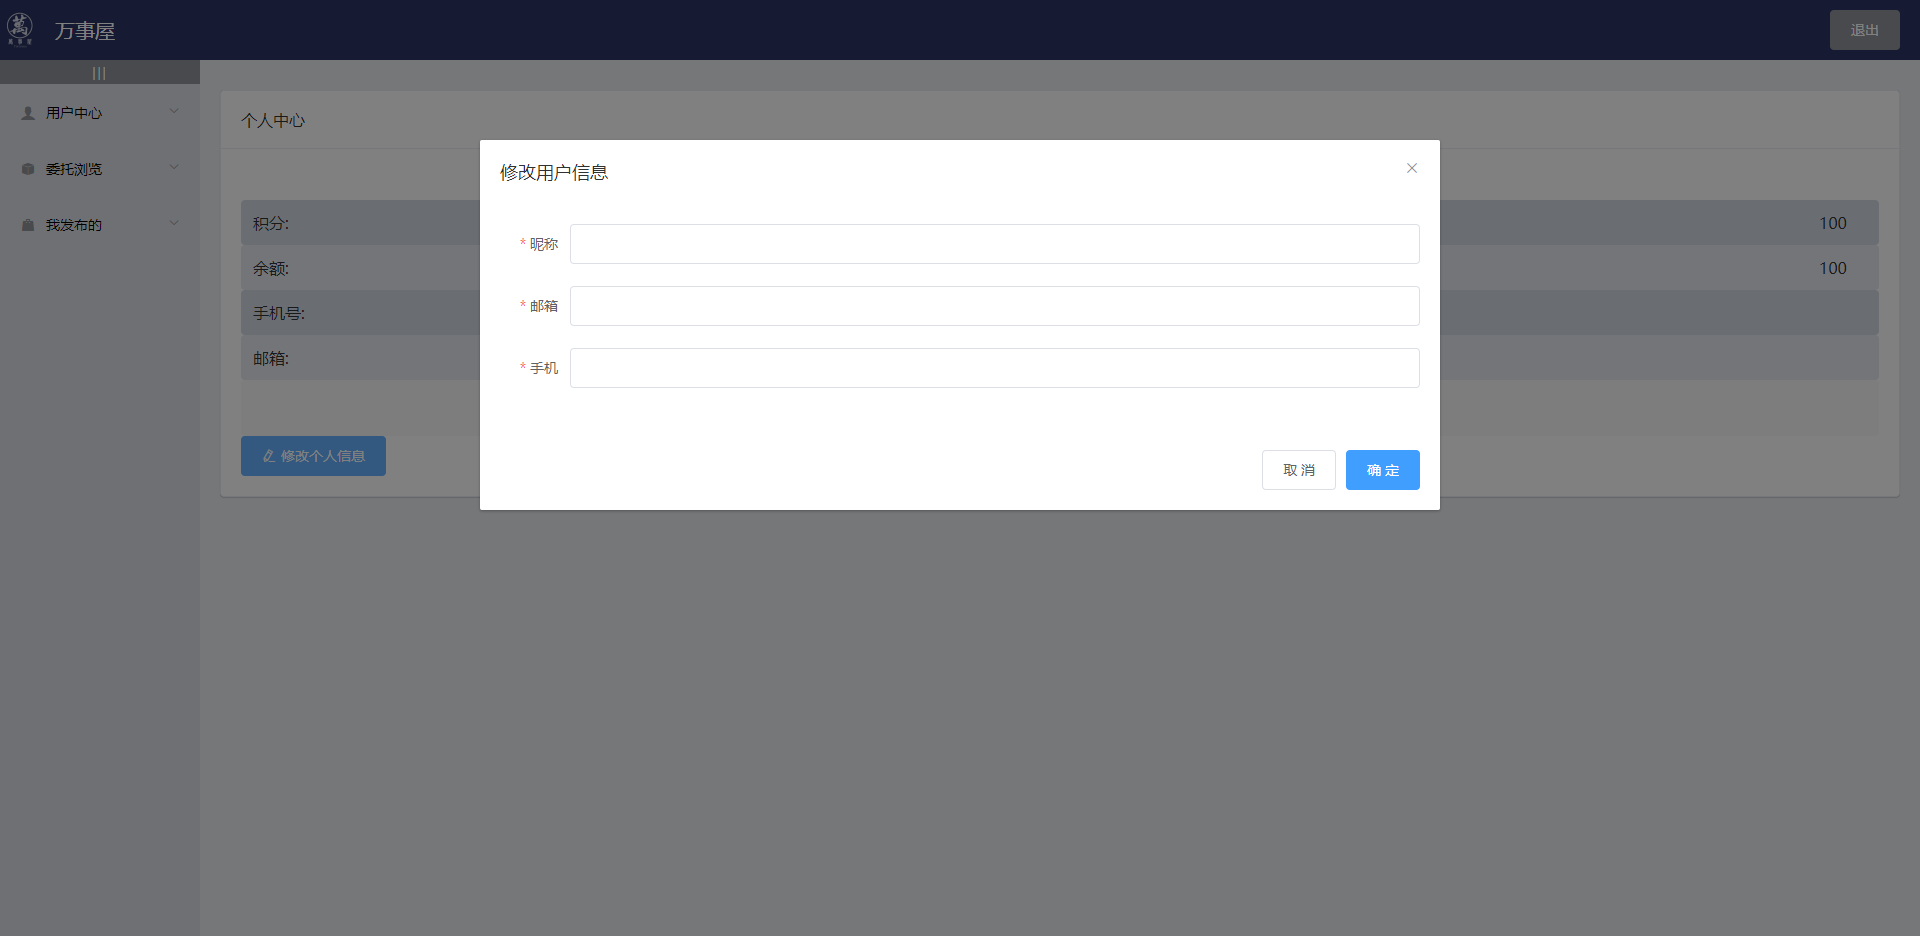 萬
万事屋
退出
|||
用户中心
委托浏览
我发布的
个人中心
积分:
100
余额:
100
手机号:
邮箱:
修改个人信息
修改用户信息
* 昵称
* 邮箱
* 手机
取 消
确 定